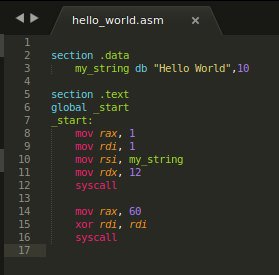 hello_world.asm ×
1
2 section .data
3 my_string db "Hello World",10
4
5 section .text
6 global _start
7 _start:
8 mov rax, 1
9 mov rdi, 1
10 mov rsi, my_string
11 mov rdx, 12
12 syscall
13
14 mov rax, 60
15 xor rdi, rdi
16 syscall
17